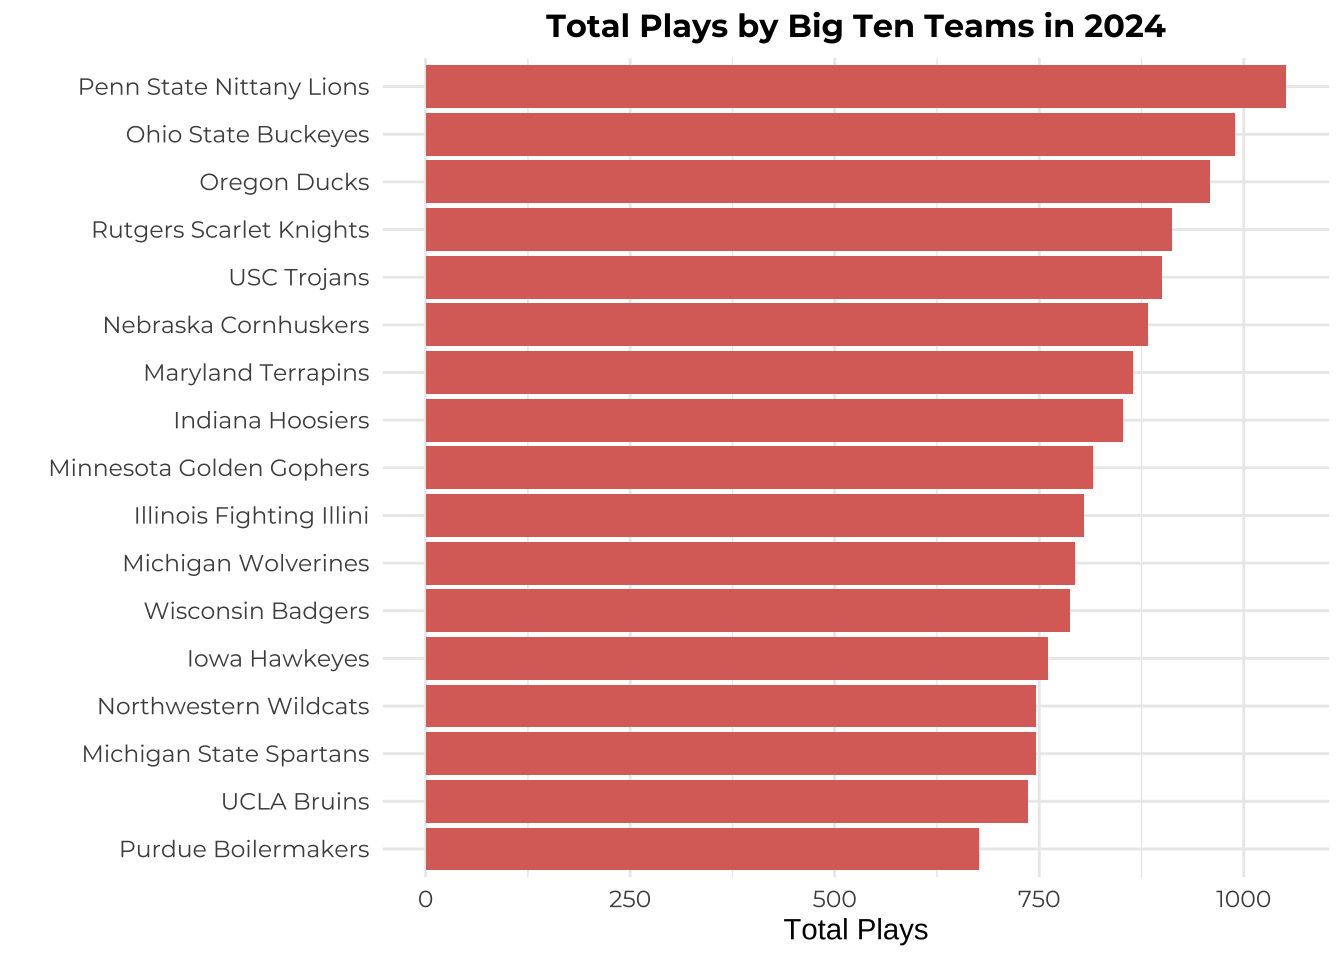 Total Plays by Big Ten Teams in 2024
Penn State Nittany Lions
Ohio State Buckeyes
Oregon Ducks
Rutgers Scarlet Knights
USC Trojans
Nebraska Cornhuskers
Maryland Terrapins
Indiana Hoosiers
Minnesota Golden Gophers
Illinois Fighting Illini
Michigan Wolverines
Wisconsin Badgers
Iowa Hawkeyes
Northwestern Wildcats
Michigan State Spartans
UCLA Bruins
Purdue Boilermakers
0 250 500 750 1000
Total Plays